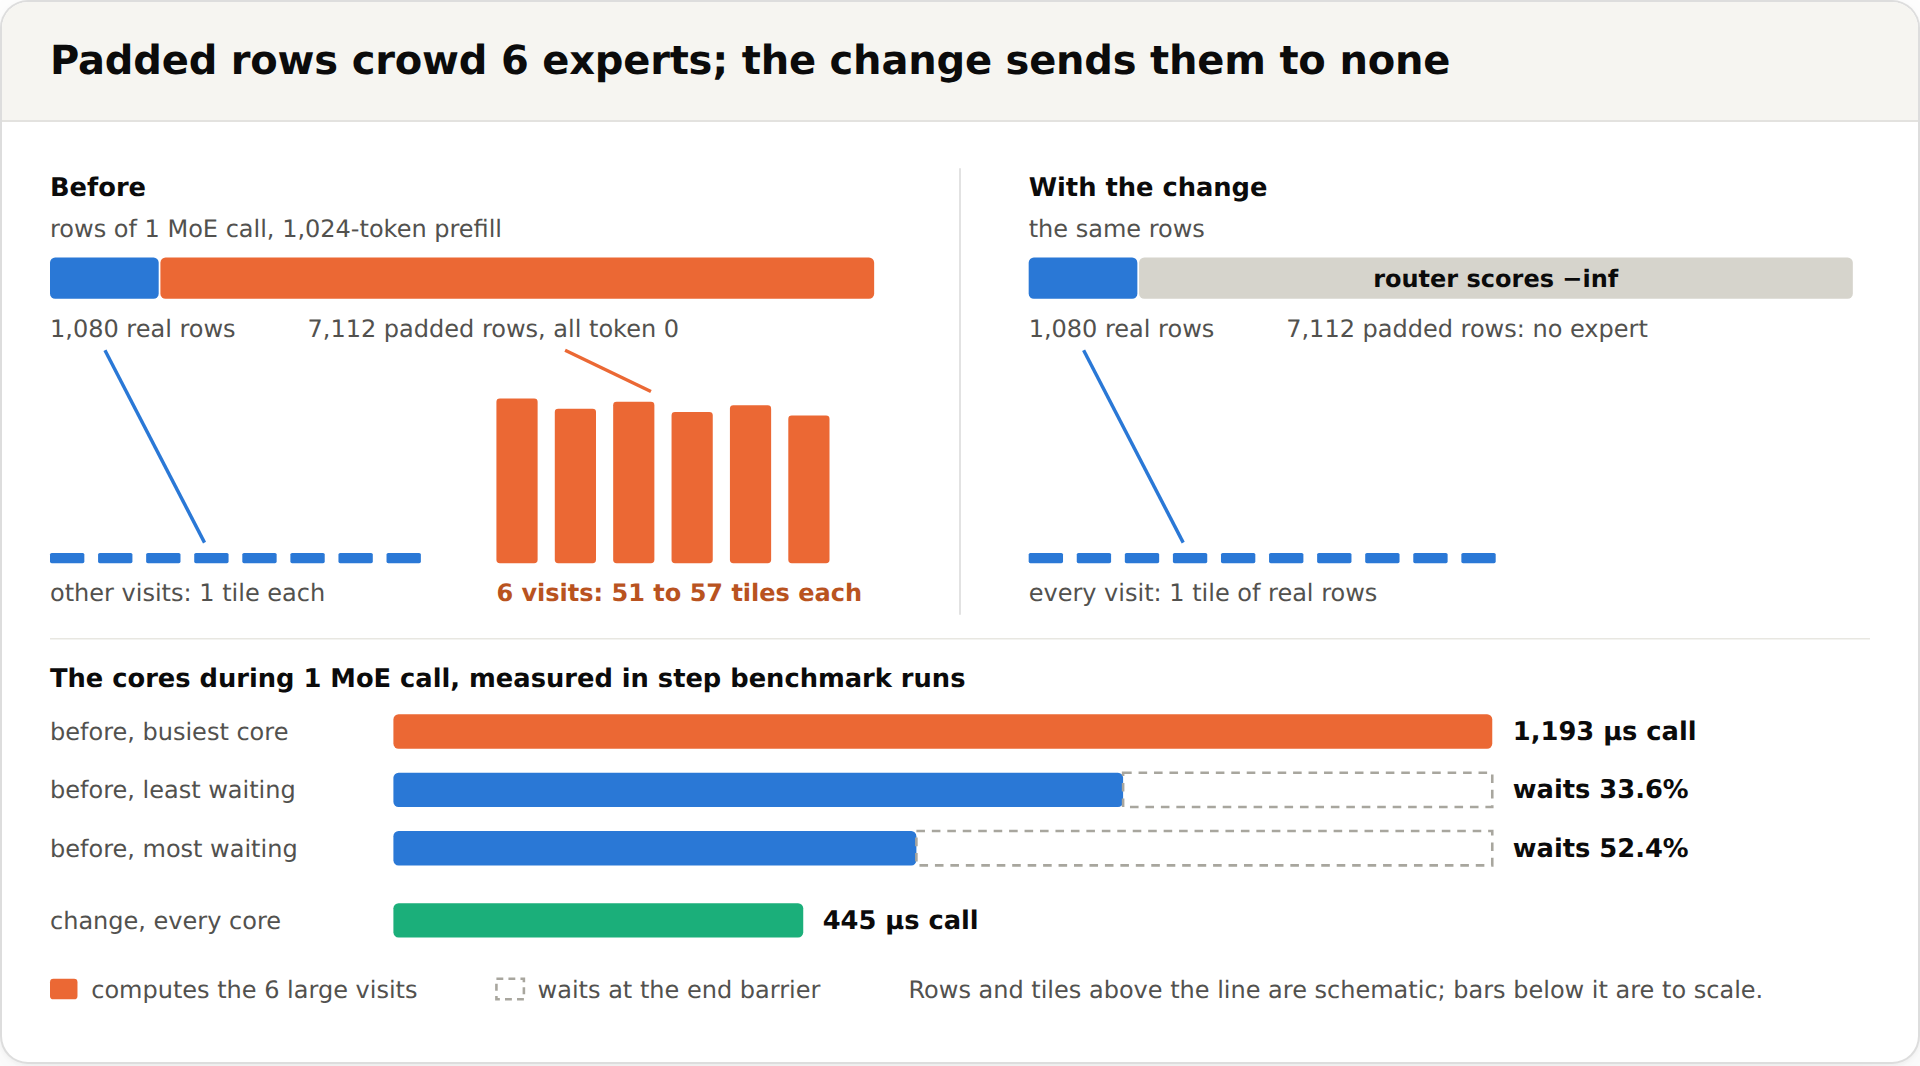 Padded rows crowd 6 experts; the change sends them to none
Before
rows of 1 MoE call, 1,024-token prefill
1,080 real rows
7,112 padded rows, all token 0
other visits: 1 tile each
6 visits: 51 to 57 tiles each
With the change
the same rows
router scores −inf
1,080 real rows
7,112 padded rows: no expert
every visit: 1 tile of real rows
The cores during 1 MoE call, measured in step benchmark runs
before, busiest core
1,193 µs call
before, least waiting
waits 33.6%
before, most waiting
waits 52.4%
change, every core
445 µs call
computes the 6 large visits
waits at the end barrier
Rows and tiles above the line are schematic; bars below it are to scale.